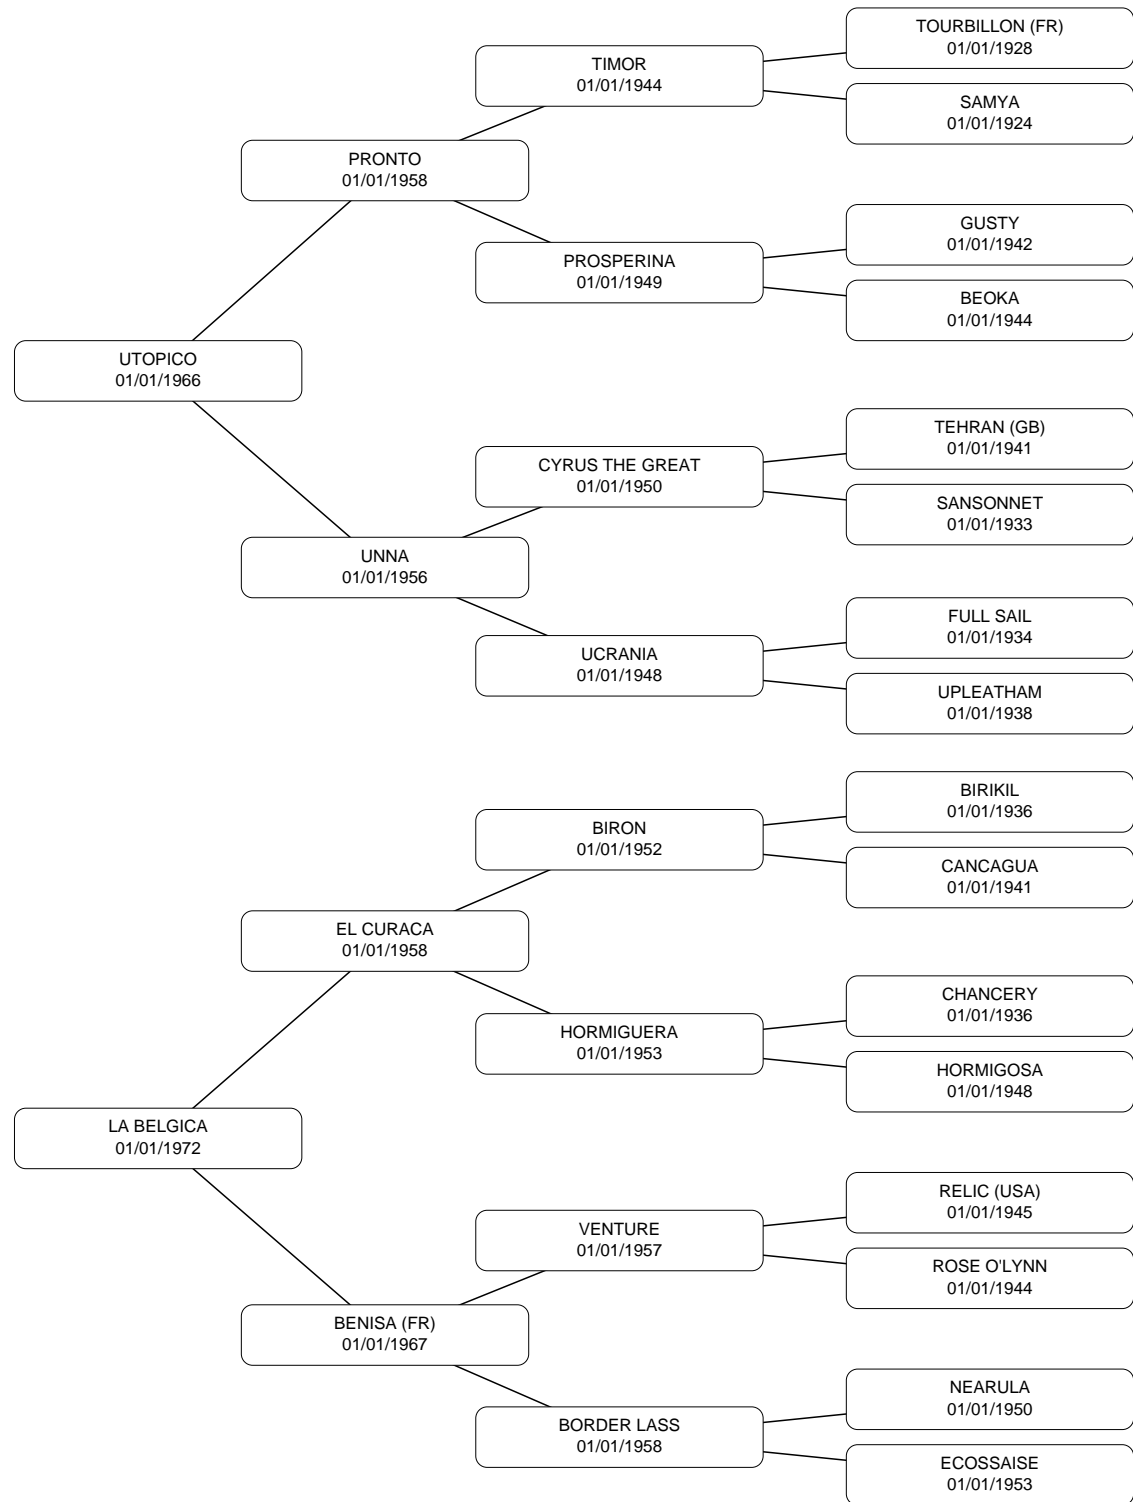 TOURBILLON (FR)
01/01/1928
TIMOR
01/01/1944
SAMYA
01/01/1924
PRONTO
01/01/1958
GUSTY
01/01/1942
PROSPERINA
01/01/1949
BEOKA
01/01/1944
UTOPICO
01/01/1966
TEHRAN (GB)
01/01/1941
CYRUS THE GREAT
01/01/1950
SANSONNET
01/01/1933
UNNA
01/01/1956
FULL SAIL
01/01/1934
UCRANIA
01/01/1948
UPLEATHAM
01/01/1938
BIRIKIL
01/01/1936
BIRON
01/01/1952
CANCAGUA
01/01/1941
EL CURACA
01/01/1958
CHANCERY
01/01/1936
HORMIGUERA
01/01/1953
HORMIGOSA
01/01/1948
LA BELGICA
01/01/1972
RELIC (USA)
01/01/1945
VENTURE
01/01/1957
ROSE O'LYNN
01/01/1944
BENISA (FR)
01/01/1967
NEARULA
01/01/1950
BORDER LASS
01/01/1958
ECOSSAISE
01/01/1953